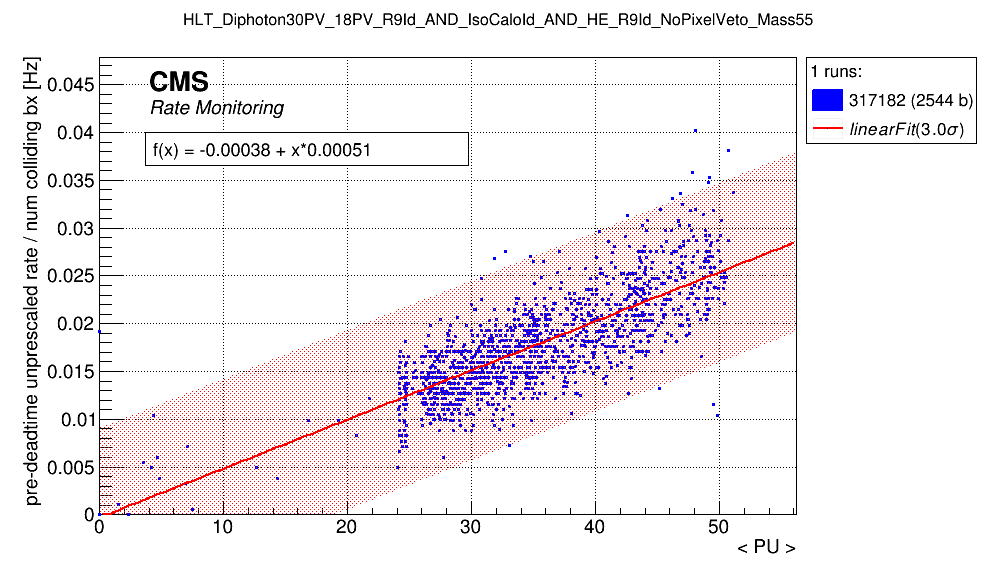 HLT_Diphoton30PV_18PV_R9Id_AND_IsoCaloId_AND_HE_R9Id_NoPixelVeto_Mass55
pre-deadtime unprescaled rate / num colliding bx [Hz]
0.045
0.04
0.035
0.03
0.025
0.02
0.015
0.01
0.005
0
CMS
Rate Monitoring
f(x) = -0.00038 + x*0.00051
1 runs:
317182 (2544 b)
linearFit(3.0σ)
0 10 20 30 40 50
< PU >